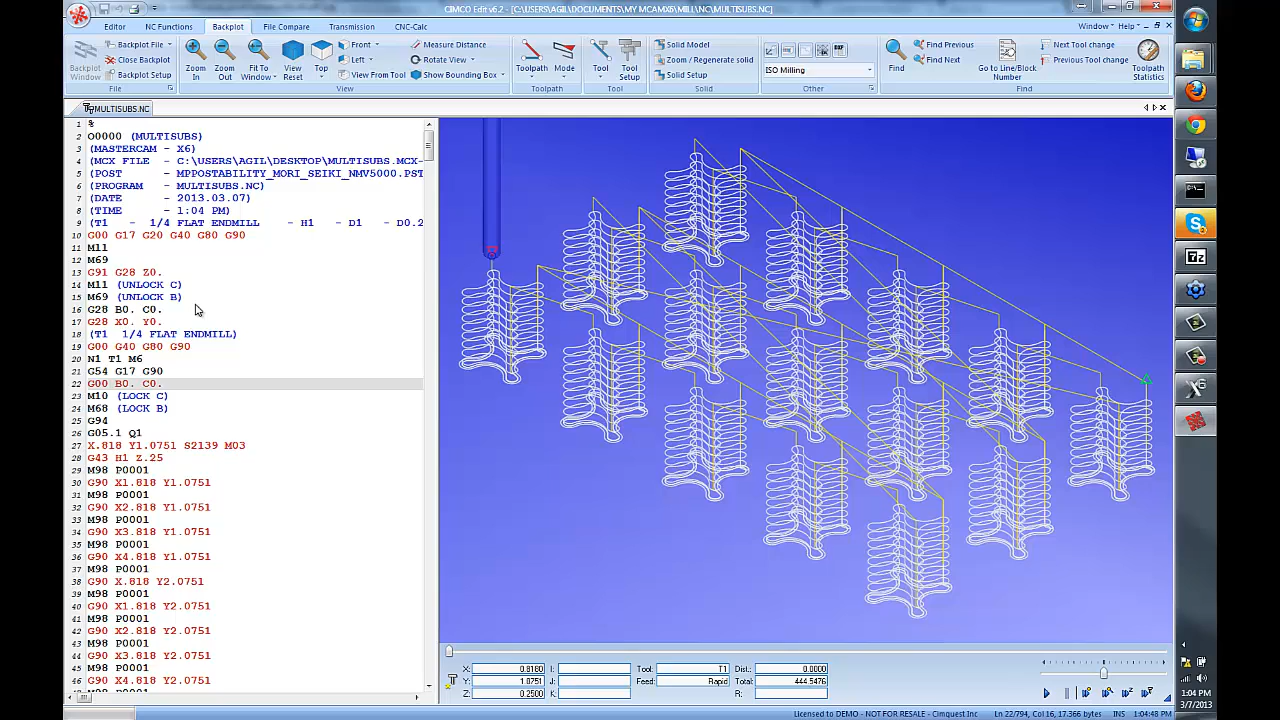 CIMCO Edit v6.2 - [C:\USERS\AGIL\DOCUMENTS\MY MCAMX6\MILL\NC\MULTISUBS.NC]
Editor NC Functions Backplot File Compare Transmission CNC-Calc Window Help
Backplot Window Backplot File Close Backplot Backplot Setup
File
Zoom In Zoom Out Fit To Window View Reset Top Front Left View From Tool Measure Distance Rotate View Show Bounding Box
View
Toolpath Mode
Toolpath
Tool Tool Setup
Tool
Solid Model Zoom / Regenerate solid Solid Setup
Solid
ISO Milling
Other
Find Find Previous Find Next Go to Line/Block Number Next Tool change Previous Tool change
Find
Toolpath Statistics
MULTISUBS.NC
1 %
2 O0000 (MULTISUBS)
3 (MASTERCAM - X6)
4 (MCX FILE - C:\USERS\AGIL\DESKTOP\MULTISUBS.MCX-
5 (POST - MPPOSTABILITY_MORI_SEIKI_NMV5000.PST
6 (PROGRAM - MULTISUBS.NC)
7 (DATE - 2013.03.07)
8 (TIME - 1:04 PM)
9 (T1 - 1/4 FLAT ENDMILL - H1 - D1 - D0.2
10 G00 G17 G20 G40 G80 G90
11 M11
12 M69
13 G91 G28 Z0.
14 M11 (UNLOCK C)
15 M69 (UNLOCK B)
16 G28 B0. C0.
17 G28 X0. Y0.
18 (T1 1/4 FLAT ENDMILL)
19 G00 G40 G80 G90
20 N1 T1 M6
21 G54 G17 G90
22 G00 B0. C0.
23 M10 (LOCK C)
24 M68 (LOCK B)
25 G94
26 G05.1 Q1
27 X.818 Y1.0751 S2139 M03
28 G43 H1 Z.25
29 M98 P0001
30 G90 X1.818 Y1.0751
31 M98 P0001
32 G90 X2.818 Y1.0751
33 M98 P0001
34 G90 X3.818 Y1.0751
35 M98 P0001
36 G90 X4.818 Y1.0751
37 M98 P0001
38 G90 X.818 Y2.0751
39 M98 P0001
40 G90 X1.818 Y2.0751
41 M98 P0001
42 G90 X2.818 Y2.0751
43 M98 P0001
44 G90 X3.818 Y2.0751
45 M98 P0001
46 G90 X4.818 Y2.0751
X: 0.8180 I: Tool: T1 Dist.: 0.0000
Y: 1.0751 J: Feed: Rapid Total: 444.5476
Z: 0.2500 K: R:
Licensed to DEMO - NOT FOR RESALE - Cimquest Inc Ln 22/794, Col 16, 17.366 bytes INS 1:04:48 PM
1:04 PM
3/7/2013